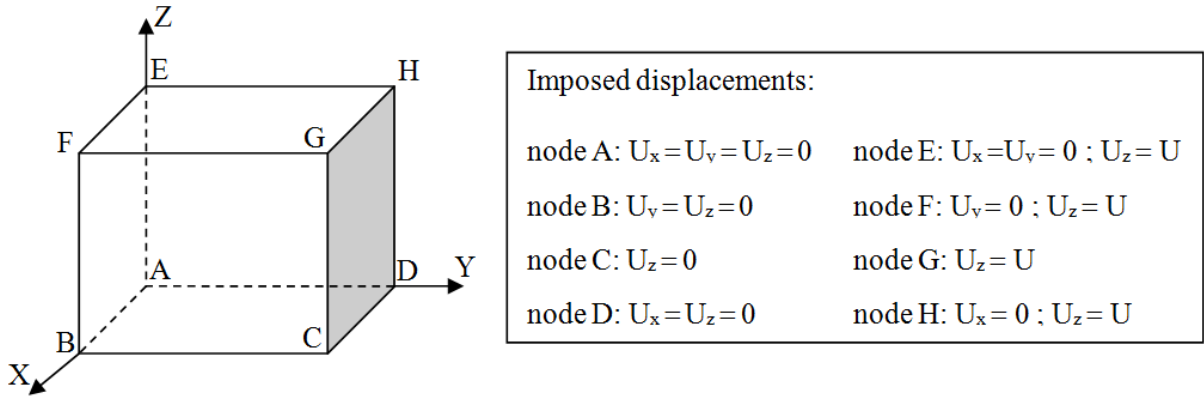 Z
E
H
F
G
A
D
Y
B
C
X
Imposed displacements:
node A: Ux=Uy=Uz=0 node E: Ux=Uy= 0 ; Uz= U
node B: Uy=Uz=0 node F: Uy= 0 ; Uz= U
node C: Uz= 0 node G: Uz= U
node D: Ux=Uz=0 node H: Ux= 0 ; Uz= U